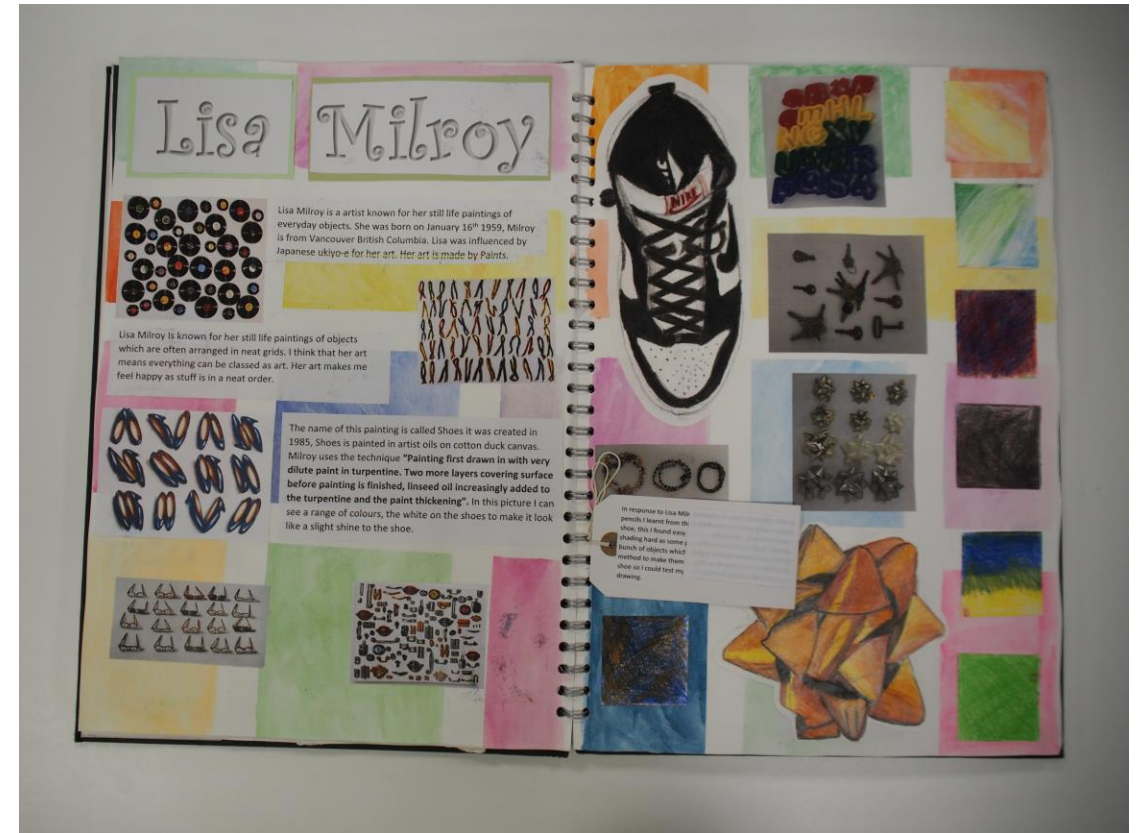 Lisa Milroy
Lisa Milroy is a artist known for her still life paintings of
everyday objects. She was born on January 16th 1959, Milroy
is from Vancouver British Columbia. Lisa was influenced by
Japanese ukiyo-e for her art. Her art is made by Paints.
Lisa Milroy Is known for her still life paintings of objects
which are often arranged in neat grids. I think that her art
means everything can be classed as art. Her art makes me
feel happy as stuff is in a neat order.
The name of this painting is called Shoes it was created in
1985, Shoes is painted in artist oils on cotton duck canvas.
Milroy uses the technique "Painting first drawn in with very
dilute paint in turpentine. Two more layers covering surface
before painting is finished, linseed oil increasingly added to
the turpentine and the paint thickening". In this picture I can
see a range of colours, the white on the shoes to make it look
like a slight shine to the shoe.
NIKE
In response to Lisa
pencils I learnt from
shoe, this I found easy
shading hard as some
bunch of objects which
method to make them
shoe so I could test my
drawing.